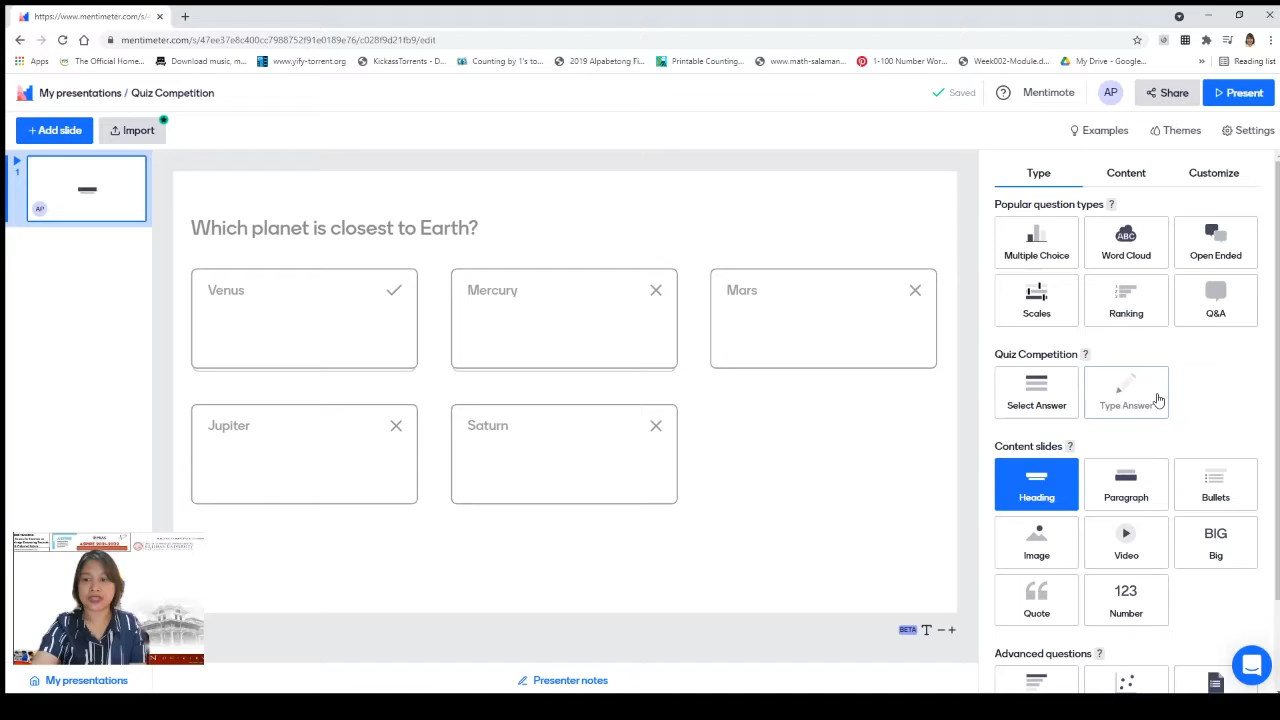 https://www.mentimeter.com/s/4
mentimeter.com/s/47ee37e8c400cc7988752f91e0189e76/c028f9d21fb9/edit
Apps
The Official Home...
Download music, m...
www.yify-torrent.org
KickassTorrents - D...
Counting by 1's to...
2019 Alpabetong Fi...
Printable Counting...
www.math-salaman...
1-100 Number Wor...
Week002-Module.d...
My Drive - Google...
»
Reading list
My presentations / Quiz Competition
Saved
Mentimote
AP
Share
Present
+ Add slide
Import
Examples
Themes
Settings
1
AP
Which planet is closest to Earth?
Venus
Mercury
Mars
Jupiter
Saturn
BETA T − +
Type
Content
Customize
Popular question types ?
Multiple Choice
ABC
Word Cloud
Open Ended
Scales
Ranking
Q&A
Quiz Competition ?
Select Answer
Type Answer
Content slides ?
Heading
Paragraph
Bullets
Image
Video
BIG
Big
Quote
123
Number
Advanced questions ?
My presentations
Presenter notes